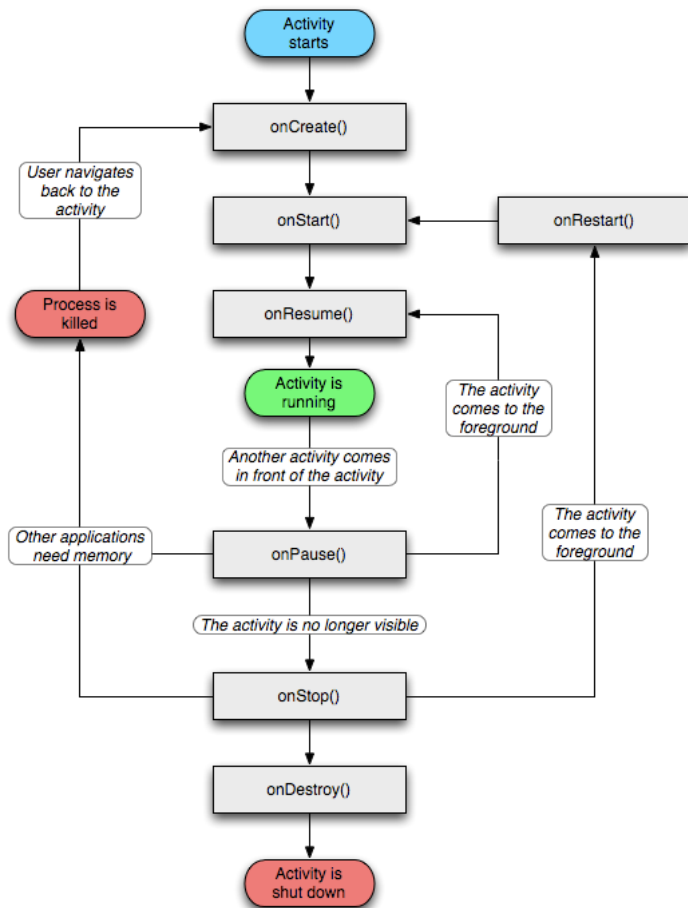 Activity
starts
onCreate()
User navigates
back to the
activity
onStart()
onRestart()
Process is
killed
onResume()
Activity is
running
The activity
comes to the
foreground
Another activity comes
in front of the activity
Other applications
need memory
onPause()
The activity
comes to the
foreground
The activity is no longer visible
onStop()
onDestroy()
Activity is
shut down